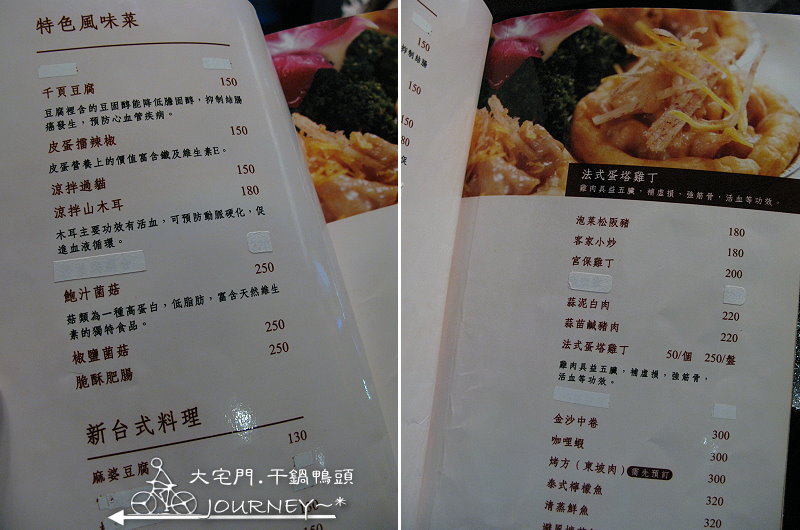 特色風味菜
千頁豆腐 150
豆腐裡含的豆固醇能降低膽固醇，抑制結腸
癌發生，預防心血管疾病。
皮蛋擂辣椒 150
皮蛋營養上的價值富含鐵及維生素E。
涼拌過貓 150
涼拌山木耳 180
木耳主要功效有活血，可預防動脈硬化，促
進血液循環。
鮑汁菌菇 250
菇類為一種高蛋白，低脂肪，富含天然維生
素的獨特食品。
椒鹽菌菇 250
脆酥肥腸 250
新台式料理
麻婆豆腐 130
150
大宅門．干鍋鴨頭
JOURNEY~*
150
抑制結腸
150
法式蛋塔雞丁
雞肉具益五臟，補虛損，強筋骨，活血等功效。
泡菜松阪豬 180
客家小炒 180
宮保雞丁 200
蒜泥白肉 220
蒜苗鹹豬肉 220
法式蛋塔雞丁 50/個 250/盤
雞肉具益五臟，補虛損，強筋骨，
活血等功效。
金沙中卷 300
咖哩蝦 300
烤方（東坡肉）需先預訂 300
泰式檸檬魚 320
清蒸鮮魚 320